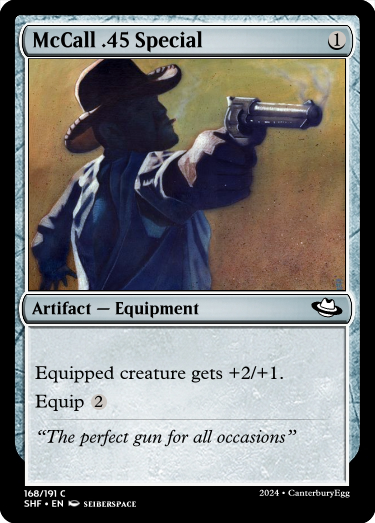 McCall .45 Special 1
Artifact — Equipment
Equipped creature gets +2/+1.
Equip 2
“The perfect gun for all occasions”
168/191 C 2024 • CanterburyEgg
SHF • EN SEIBERSPACE